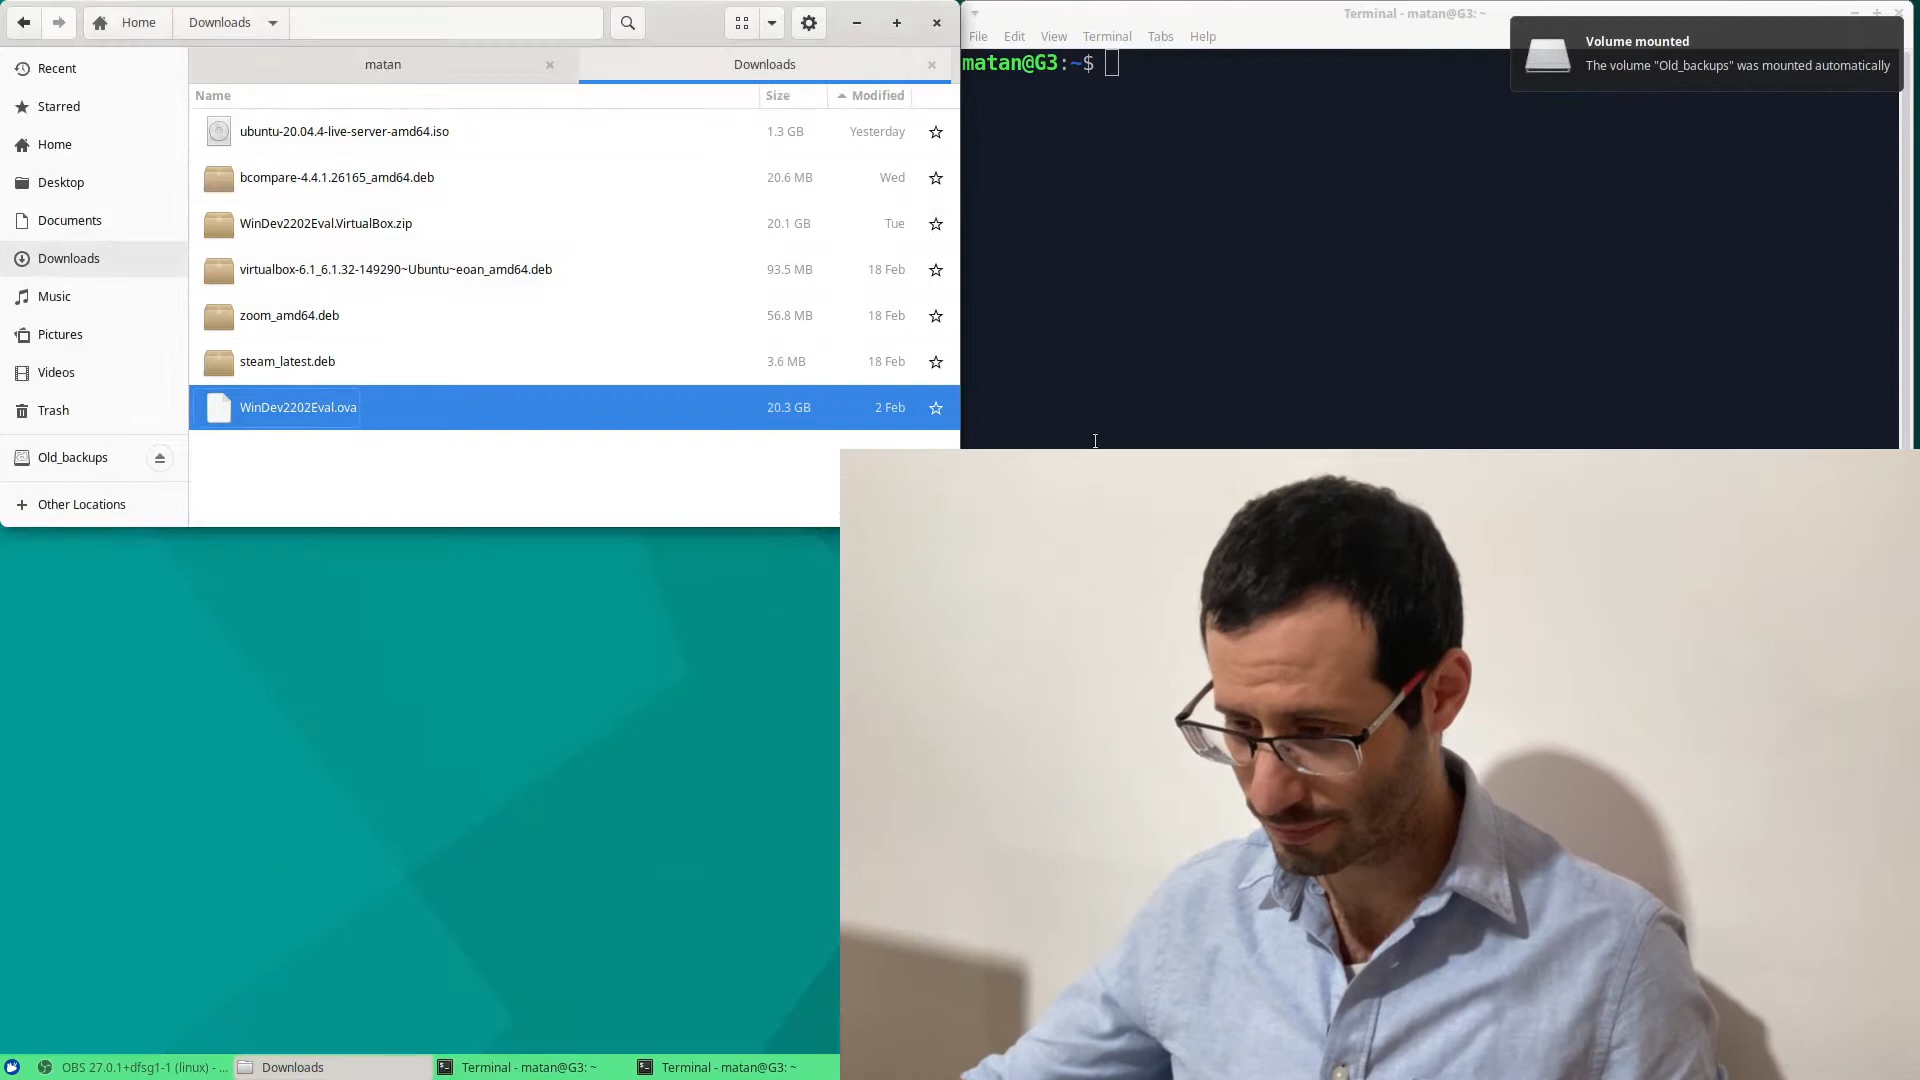 Home
Downloads
matan
Downloads
Name
Size
Modified
Recent
Starred
Home
Desktop
Documents
Downloads
Music
Pictures
Videos
Trash
Old_backups
Other Locations
ubuntu-20.04.4-live-server-amd64.iso 1.3 GB Yesterday
bcompare-4.4.1.26165_amd64.deb 20.6 MB Wed
WinDev2202Eval.VirtualBox.zip 20.1 GB Tue
virtualbox-6.1_6.1.32-149290~Ubuntu~eoan_amd64.deb 93.5 MB 18 Feb
zoom_amd64.deb 56.8 MB 18 Feb
steam_latest.deb 3.6 MB 18 Feb
WinDev2202Eval.ova 20.3 GB 2 Feb
Terminal - matan@G3: ~
File Edit View Terminal Tabs Help
matan@G3:~$
Volume mounted
The volume "Old_backups" was mounted automatically
OBS 27.0.1+dfsg1-1 (linux) - ...
Downloads
Terminal - matan@G3: ~
Terminal - matan@G3: ~